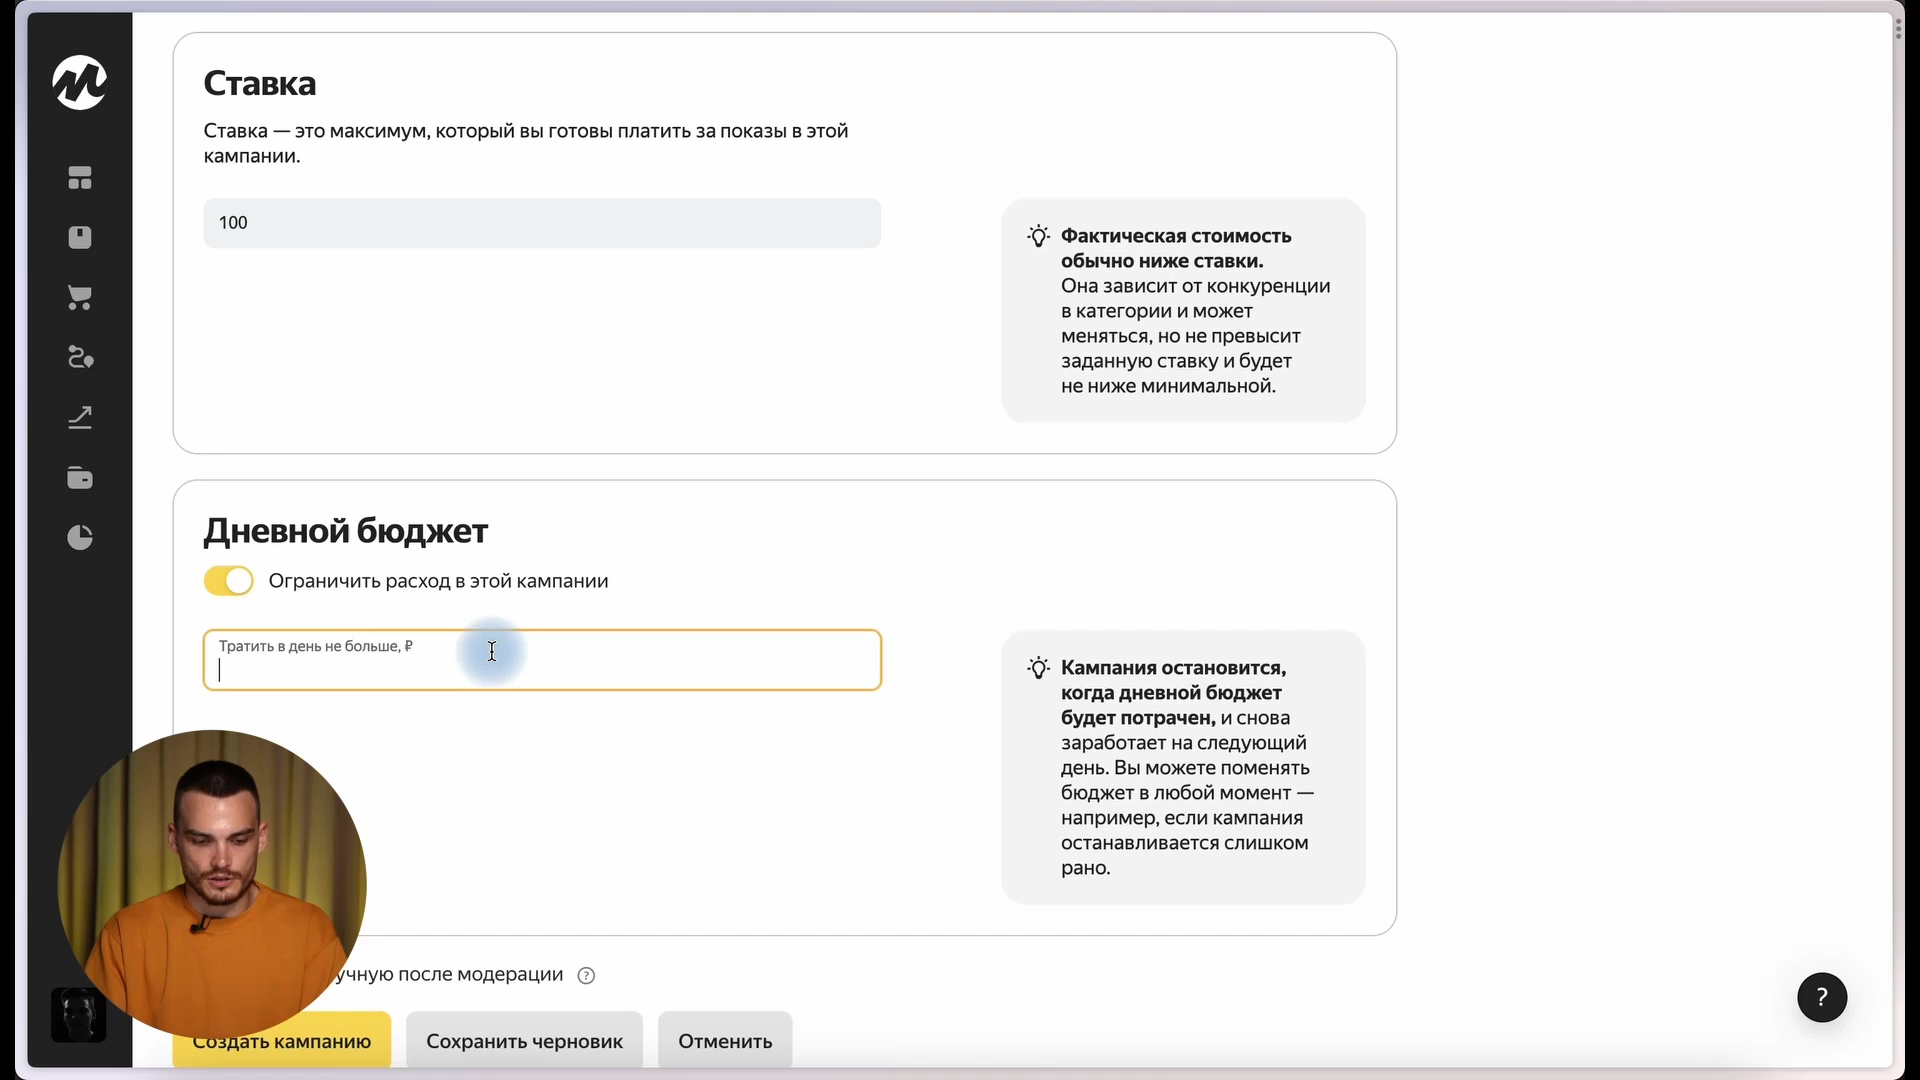 Ставка
Ставка — это максимум, который вы готовы платить за показы в этой
кампании.
100
Фактическая стоимость
обычно ниже ставки.
Она зависит от конкуренции
в категории и может
меняться, но не превысит
заданную ставку и будет
не ниже минимальной.
Дневной бюджет
Ограничить расход в этой кампании
Тратить в день не больше, ₽
Кампания остановится,
когда дневной бюджет
будет потрачен, и снова
заработает на следующий
день. Вы можете поменять
бюджет в любой момент —
например, если кампания
останавливается слишком
рано.
учную после модерации ?
Создать кампанию
Сохранить черновик
Отменить
?